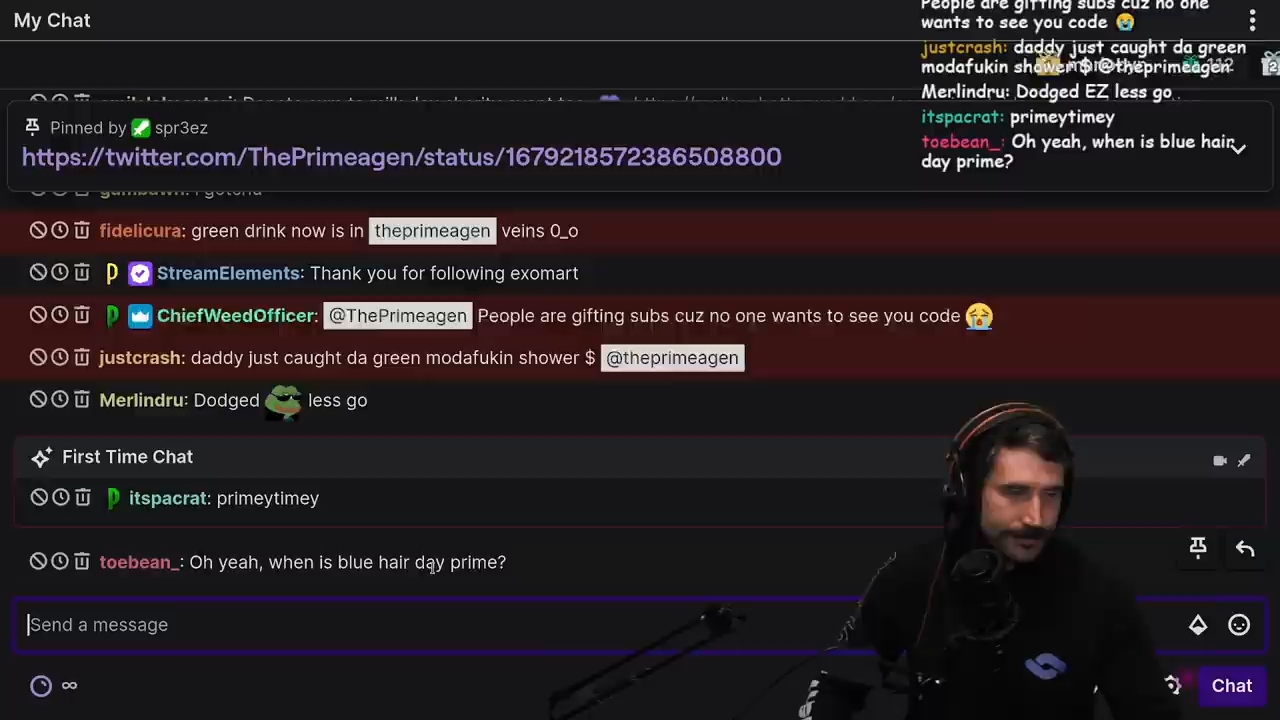 My Chat
People are gifting subs cuz no one
wants to see you code 😭
justcrash: daddy just caught da green
modafukin shower $ @theprimeagen
112
Merlindru: Dodged EZ less go
itspacrat: primeytimey
toebean_: Oh yeah, when is blue hair
day prime?
Pinned by spr3ez
https://twitter.com/ThePrimeagen/status/1679218572386508800
fidelicura: green drink now is in theprimeagen veins 0_o
StreamElements: Thank you for following exomart
ChiefWeedOfficer: @ThePrimeagen People are gifting subs cuz no one wants to see you code 😭
justcrash: daddy just caught da green modafukin shower $ @theprimeagen
Merlindru: Dodged less go
First Time Chat
itspacrat: primeytimey
toebean_: Oh yeah, when is blue hair day prime?
Send a message
∞
Chat